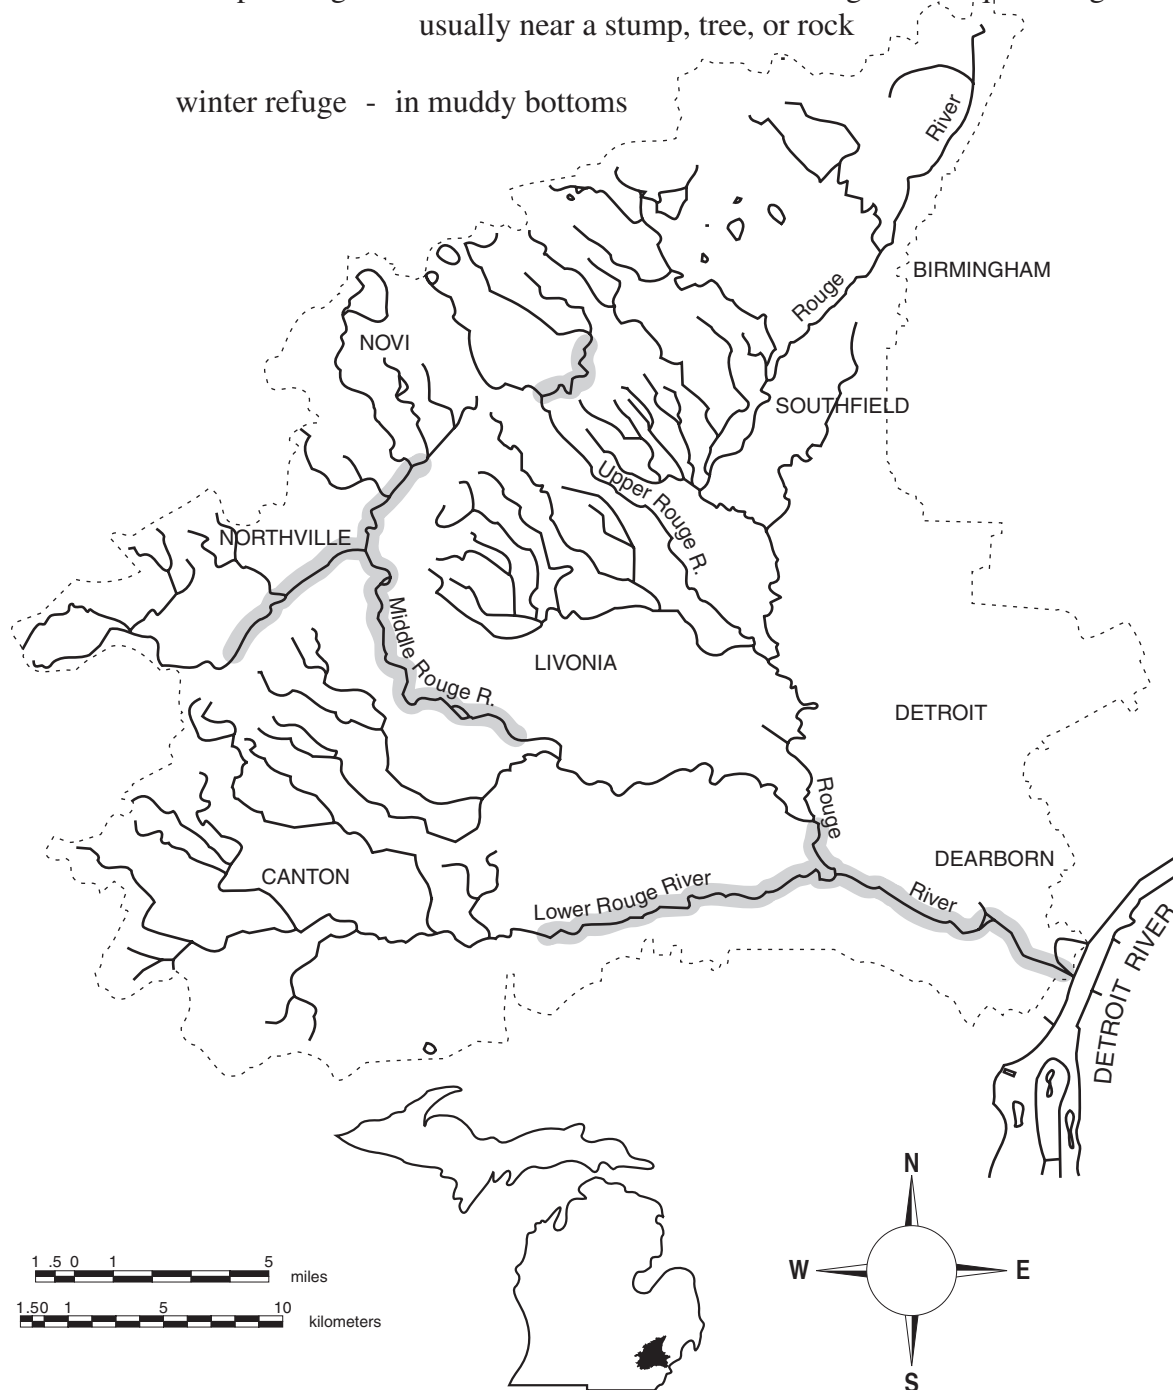 usually near a stump, tree, or rock
winter refuge - in muddy bottoms
River
BIRMINGHAM
Rouge
NOVI
SOUTHFIELD
Upper Rouge R.
NORTHVILLE
Middle Rouge R.
LIVONIA
DETROIT
Rouge
DEARBORN
CANTON
Lower Rouge River
River
DETROIT RIVER
N
W E
S
1 .5 0 1 5
miles
1.50 1 5 10
kilometers